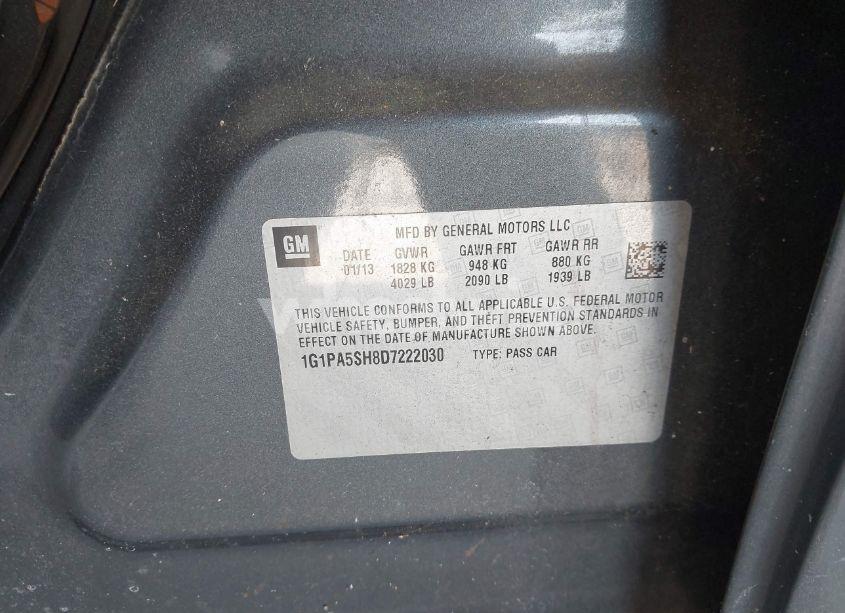 GM
MFD BY GENERAL MOTORS LLC
DATE GVWR GAWR FRT GAWR RR
01/13 1828 KG 948 KG 880 KG
4029 LB 2090 LB 1939 LB
THIS VEHICLE CONFORMS TO ALL APPLICABLE U.S. FEDERAL MOTOR
VEHICLE SAFETY, BUMPER, AND THEFT PREVENTION STANDARDS IN
EFFECT ON THE DATE OF MANUFACTURE SHOWN ABOVE.
1G1PA5SH8D7222030 TYPE: PASS CAR